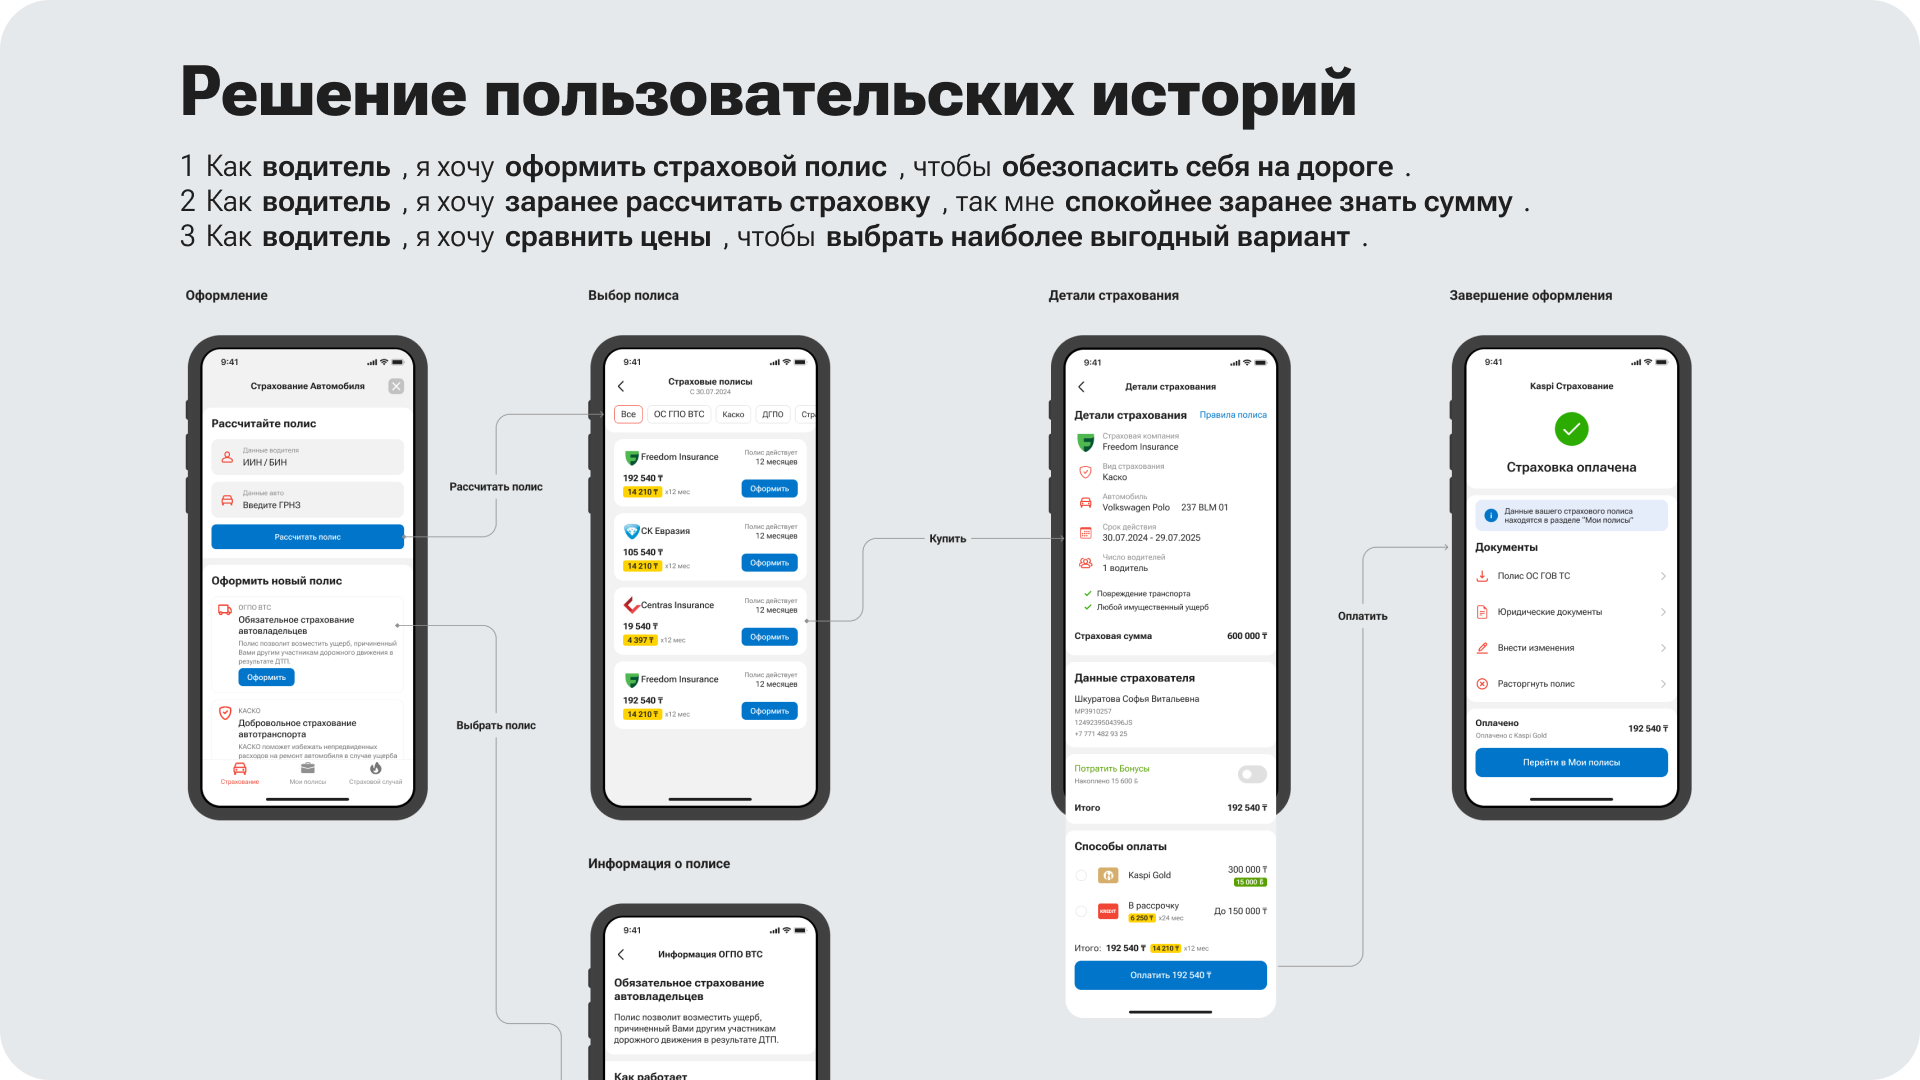 Решение пользовательских историй
1 Как водитель , я хочу оформить страховой полис , чтобы обезопасить себя на дороге .
2 Как водитель , я хочу заранее рассчитать страховку , так мне спокойнее заранее знать сумму .
3 Как водитель , я хочу сравнить цены , чтобы выбрать наиболее выгодный вариант .
Оформление
9:41
Страхование Автомобиля
Рассчитайте полис
Данные водителя
ИИН / БИН
Данные авто
Введите ГРНЗ
Рассчитать полис
Оформить новый полис
ОГПО ВТС
Обязательное страхование
автовладельцев
Полис позволит возместить ущерб, причиненный
Вами другим участникам дорожного движения в
результате ДТП.
Оформить
КАСКО
Добровольное страхование
автотранспорта
КАСКО поможет избежать непредвиденных
расходов на ремонт автомобиля в случае ущерба
Страхование
Мои полисы
Страховой случай
Рассчитать полис
Выбрать полис
Выбор полиса
9:41
Страховые полисы
С 30.07.2024
Все ОС ГПО ВТС Каско ДГПО Стра
Freedom Insurance
Полис действует
12 месяцев
192 540 ₸
14 210 ₸ x12 мес
Оформить
СК Евразия
Полис действует
12 месяцев
105 540 ₸
14 210 ₸ x12 мес
Оформить
Centras Insurance
Полис действует
12 месяцев
19 540 ₸
4 397 ₸ x12 мес
Оформить
Freedom Insurance
Полис действует
12 месяцев
192 540 ₸
14 210 ₸ x12 мес
Оформить
Купить
Информация о полисе
9:41
Информация ОГПО ВТС
Обязательное страхование
автовладельцев
Полис позволит возместить ущерб,
причиненный Вами другим участникам
дорожного движения в результате ДТП.
Как работает
Детали страхования
9:41
Детали страхования
Детали страхования Правила полиса
Страховая компания
Freedom Insurance
Вид страхования
Каско
Автомобиль
Volkswagen Polo 237 BLM 01
Срок действия
30.07.2024 - 29.07.2025
Число водителей
1 водитель
Повреждение транспорта
Любой имущественный ущерб
Страховая сумма 600 000 ₸
Данные страхователя
Шкуратова Софья Витальевна
MP3910257
1249239504396JS
+7 771 482 93 25
Потратить Бонусы
Накоплено 15 600 Б
Итого 192 540 ₸
Способы оплаты
Kaspi Gold
300 000 ₸
15 000 Б
KREDIT
В рассрочку
6 250 ₸ x24 мес
До 150 000 ₸
Итого: 192 540 ₸ 14 210 ₸ x12 мес
Оплатить 192 540 ₸
Оплатить
Завершение оформления
9:41
Kaspi Страхование
Страховка оплачена
Данные вашего страхового полиса
находятся в разделе "Мои полисы"
Документы
Полис ОС ГОВ ТС
Юридические документы
Внести изменения
Расторгнуть полис
Оплачено
Оплачено с Kaspi Gold
192 540 ₸
Перейти в Мои полисы